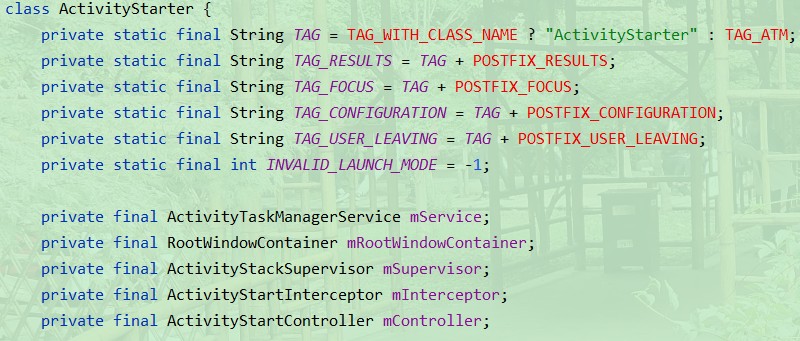 class ActivityStarter {
    private static final String TAG = TAG_WITH_CLASS_NAME ? "ActivityStarter" : TAG_ATM;
    private static final String TAG_RESULTS = TAG + POSTFIX_RESULTS;
    private static final String TAG_FOCUS = TAG + POSTFIX_FOCUS;
    private static final String TAG_CONFIGURATION = TAG + POSTFIX_CONFIGURATION;
    private static final String TAG_USER_LEAVING = TAG + POSTFIX_USER_LEAVING;
    private static final int INVALID_LAUNCH_MODE = -1;

    private final ActivityTaskManagerService mService;
    private final RootWindowContainer mRootWindowContainer;
    private final ActivityStackSupervisor mSupervisor;
    private final ActivityStartInterceptor mInterceptor;
    private final ActivityStartController mController;